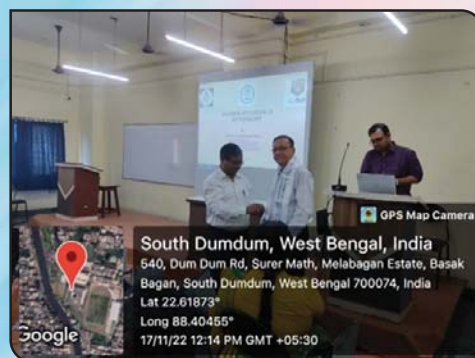 GPS Map Camera
South Dumdum, West Bengal, India
540, Dum Dum Rd, Surer Math, Melabagan Estate, Basak
Bagan, South Dumdum, West Bengal 700074, India
Lat 22.61873°
Long 88.40455°
17/11/22 12:14 PM GMT +05:30
Google